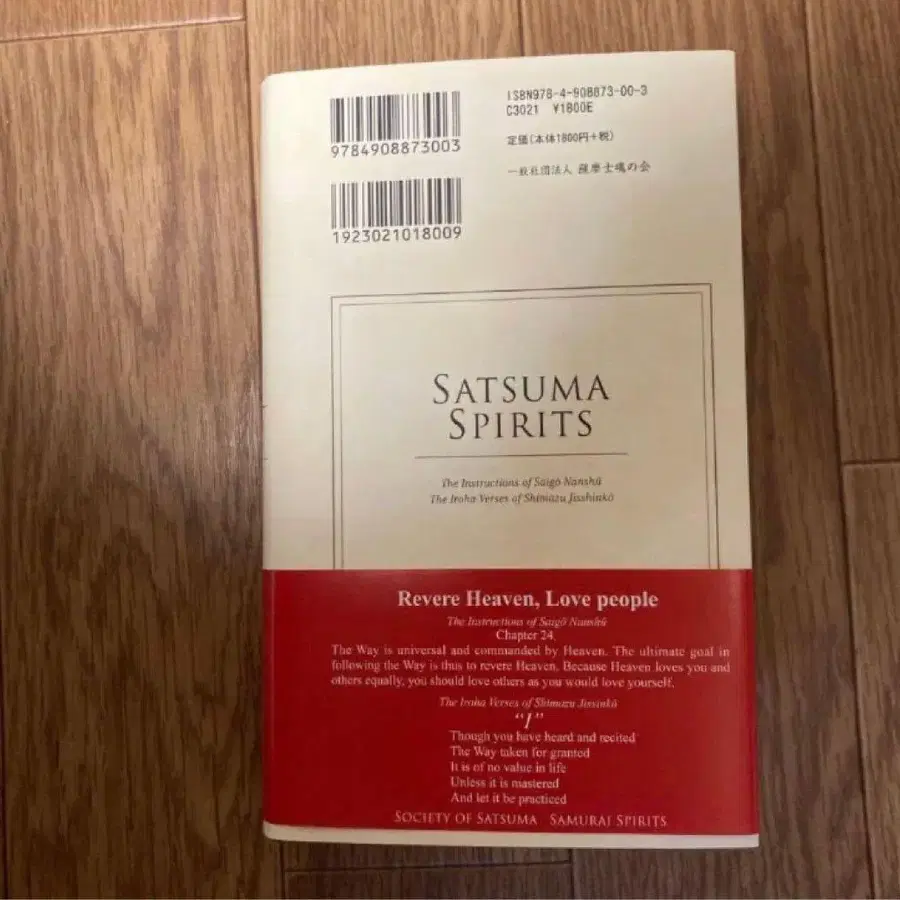 9784908873003
ISBN978-4-908873-00-3
C3021 ¥1800E
定価(本体1800円+税)
一般社団法人 薩摩士魂の会
1923021018009
SATSUMA
SPIRITS
The Instructions of Saigō Nanshū
The Iroha Verses of Shimazu Jisshinkō
Revere Heaven, Love people
The Instructions of Saigō Nanshū
Chapter 24.
The Way is universal and commanded by Heaven. The ultimate goal in
following the Way is thus to revere Heaven. Because Heaven loves you and
others equally, you should love others as you would love yourself.
The Iroha Verses of Shimazu Jissinkō
“I”
Though you have heard and recited
The Way taken for granted
It is of no value in life
Unless it is mastered
And let it be practiced
SOCIETY OF SATSUMA SAMURAI SPIRITS